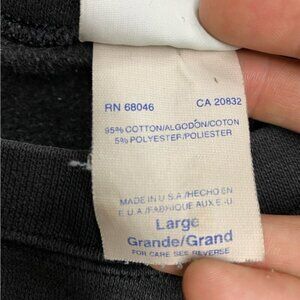 RN 68046 CA 20832
95% COTTON/ALGODON/COTON
5% POLYESTER/POLIESTER
MADE IN U.S.A./HECHO EN
E.U.A./FABRIQUE AUX E.-U.
Large
Grande/Grand
FOR CARE SEE REVERSE